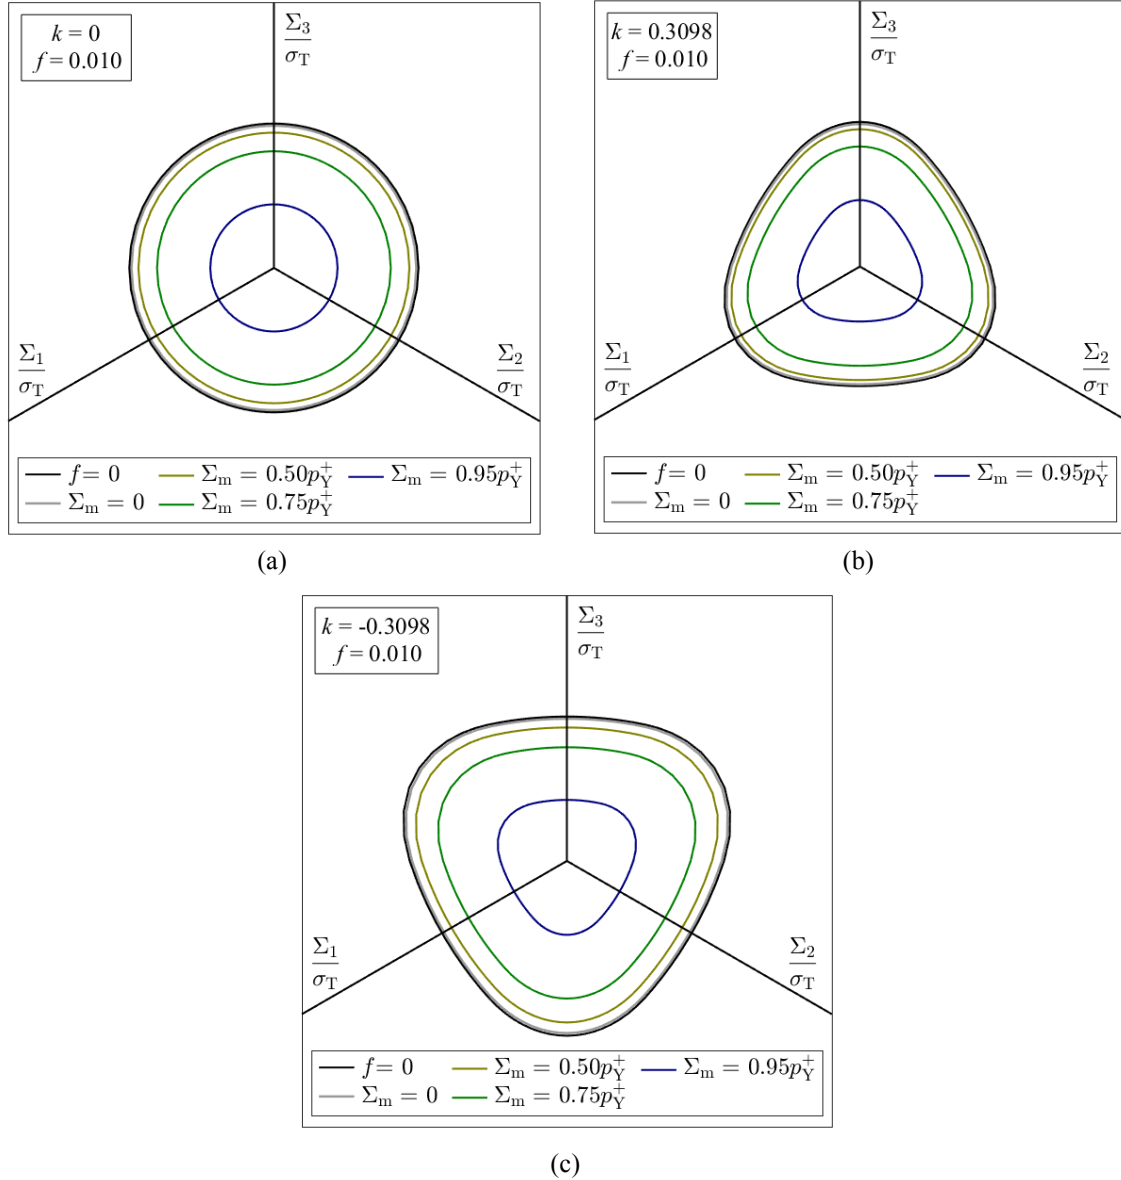 k = 0
f = 0.010
Σ3
σT
Σ1
σT
Σ2
σT
f = 0
Σm = 0.50p+Y
Σm = 0.95p+Y
Σm = 0
Σm = 0.75p+Y
(a)
k = 0.3098
f = 0.010
Σ3
σT
Σ1
σT
Σ2
σT
f = 0
Σm = 0.50p+Y
Σm = 0.95p+Y
Σm = 0
Σm = 0.75p+Y
(b)
k = -0.3098
f = 0.010
Σ3
σT
Σ1
σT
Σ2
σT
f = 0
Σm = 0.50p+Y
Σm = 0.95p+Y
Σm = 0
Σm = 0.75p+Y
(c)